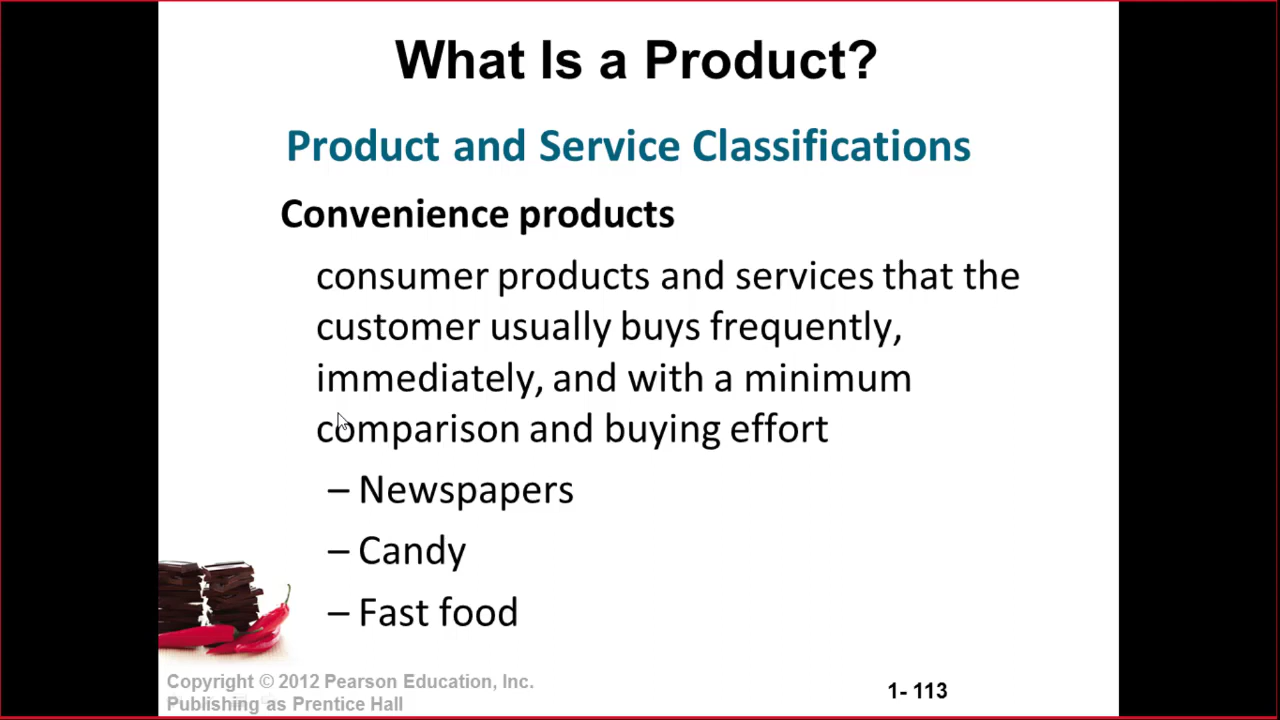 What Is a Product?
Product and Service Classifications
Convenience products
consumer products and services that the
customer usually buys frequently,
immediately, and with a minimum
comparison and buying effort
– Newspapers
– Candy
– Fast food
Copyright © 2012 Pearson Education, Inc.
Publishing as Prentice Hall
1- 113